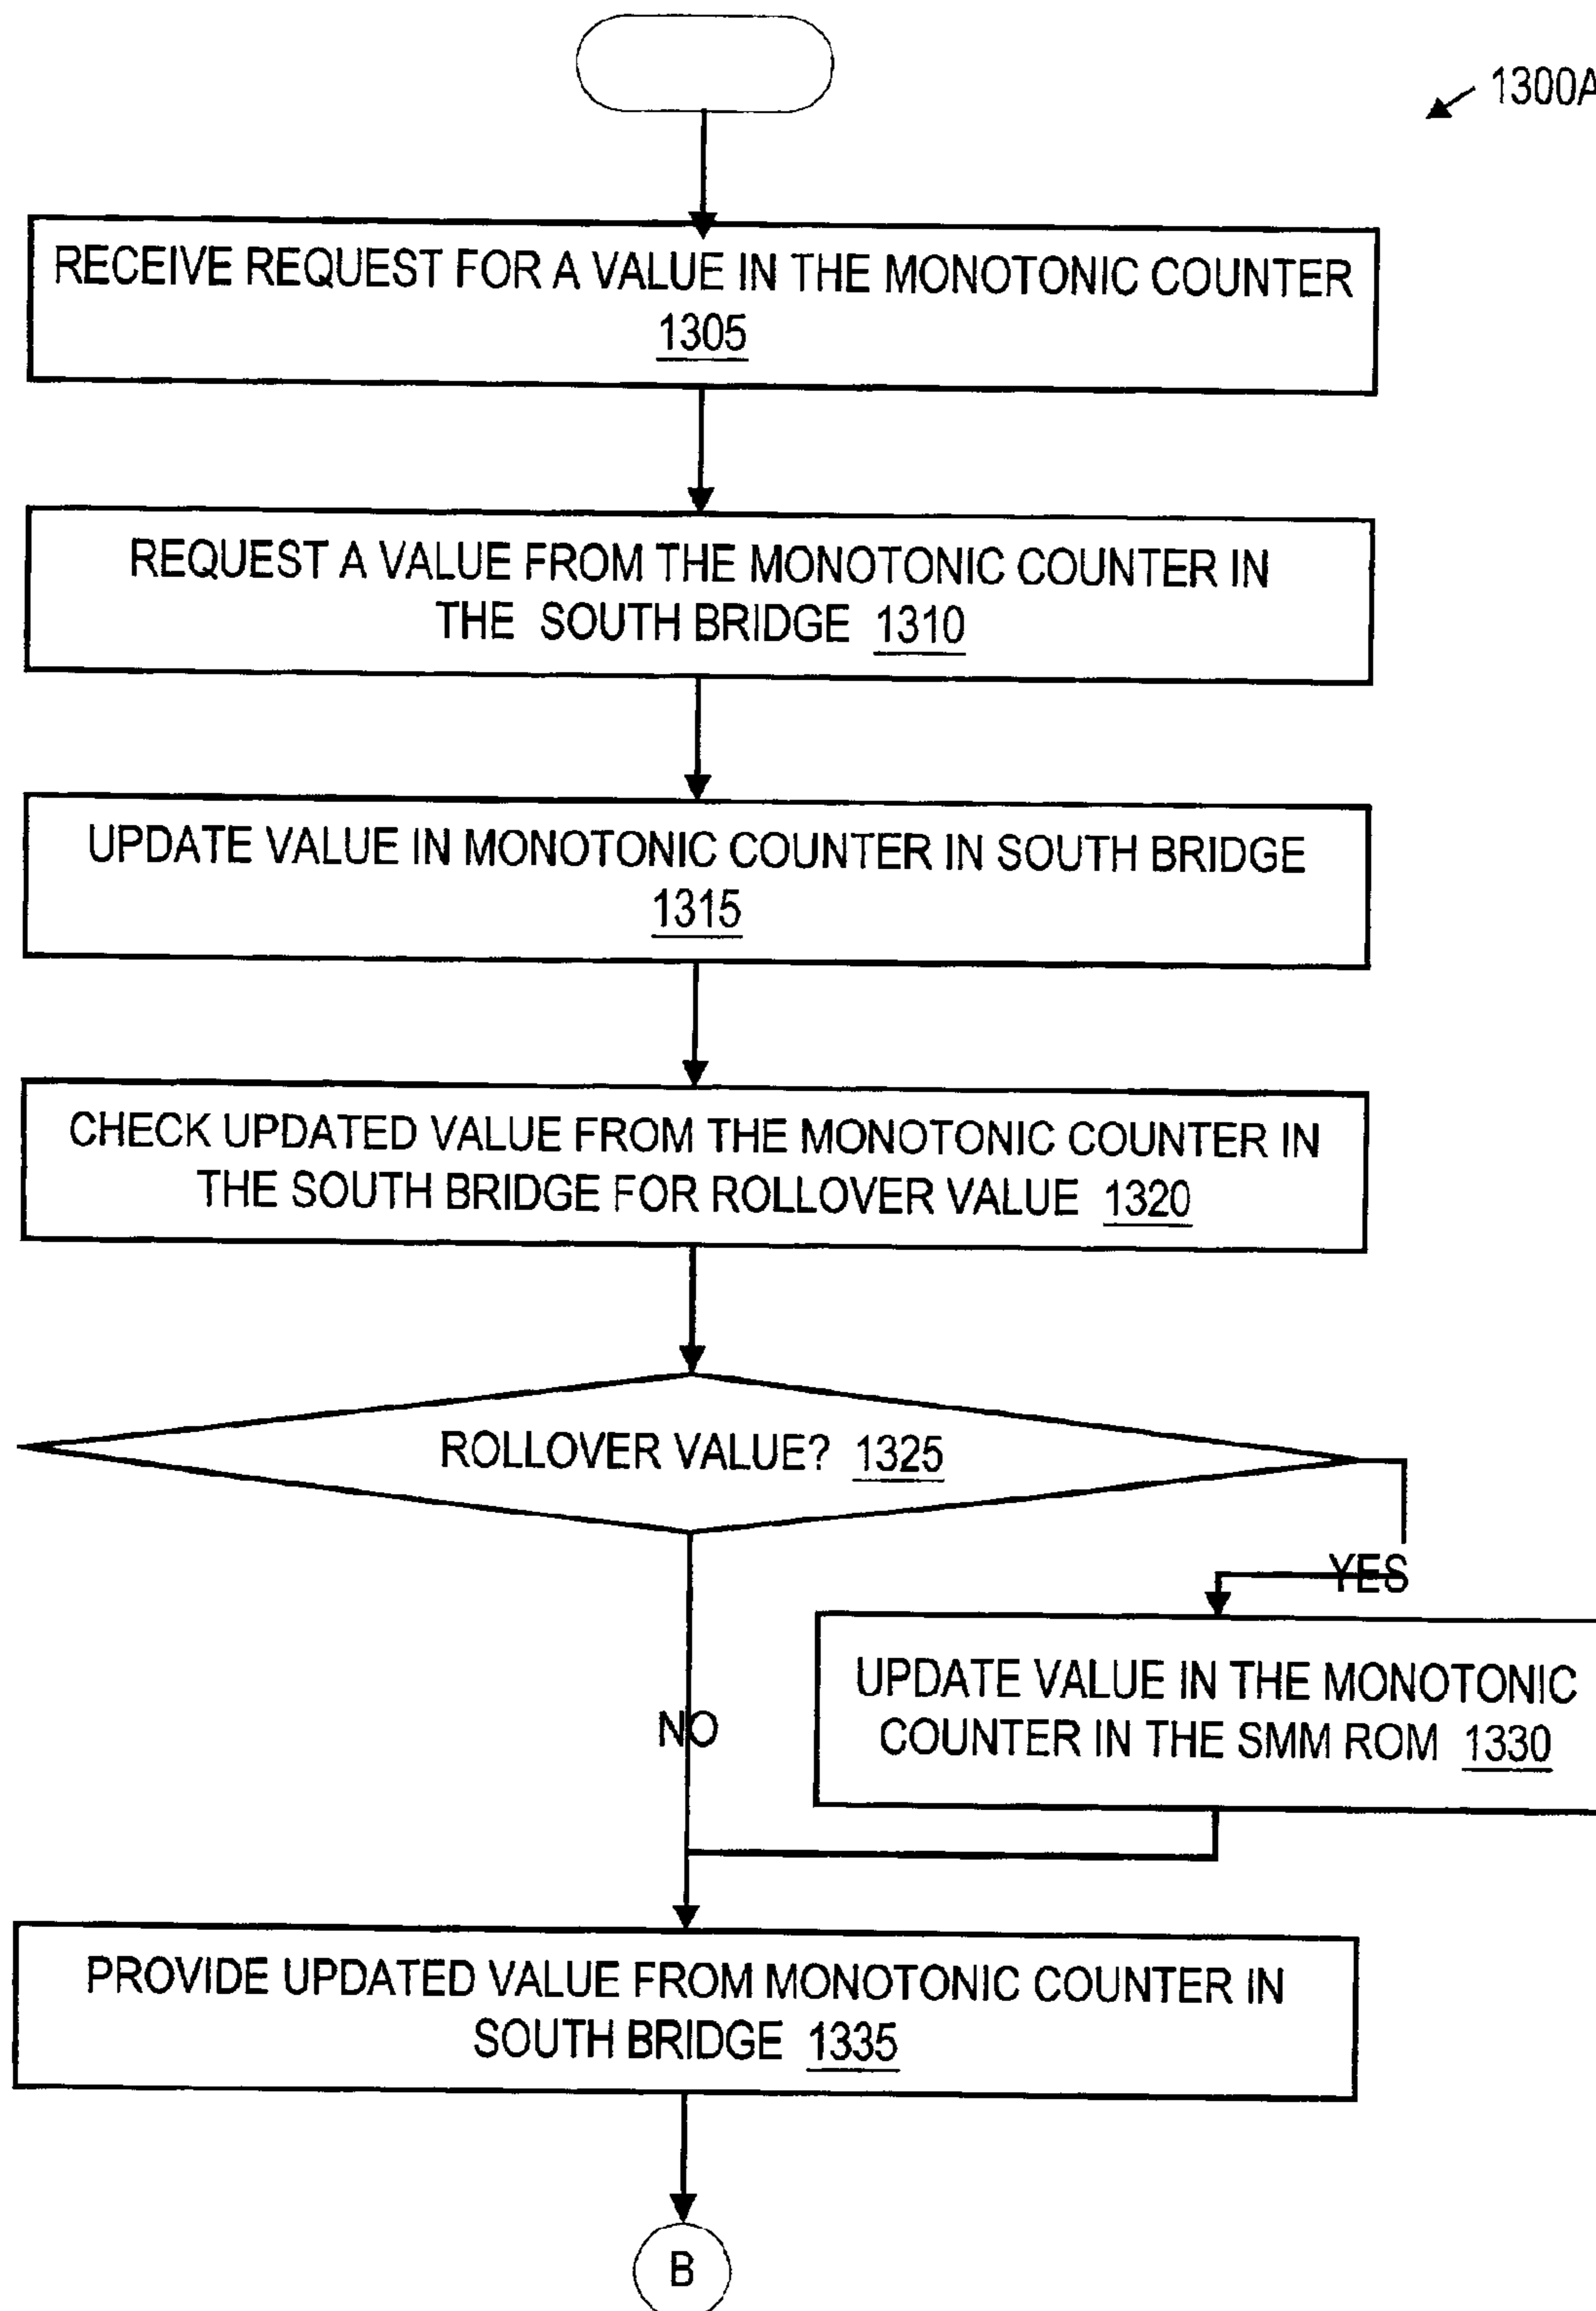 1300A
RECEIVE REQUEST FOR A VALUE IN THE MONOTONIC COUNTER
1305
REQUEST A VALUE FROM THE MONOTONIC COUNTER IN
THE SOUTH BRIDGE 1310
UPDATE VALUE IN MONOTONIC COUNTER IN SOUTH BRIDGE
1315
CHECK UPDATED VALUE FROM THE MONOTONIC COUNTER IN
THE SOUTH BRIDGE FOR ROLLOVER VALUE 1320
ROLLOVER VALUE? 1325
YES
UPDATE VALUE IN THE MONOTONIC
COUNTER IN THE SMM ROM 1330
NO
PROVIDE UPDATED VALUE FROM MONOTONIC COUNTER IN
SOUTH BRIDGE 1335
B